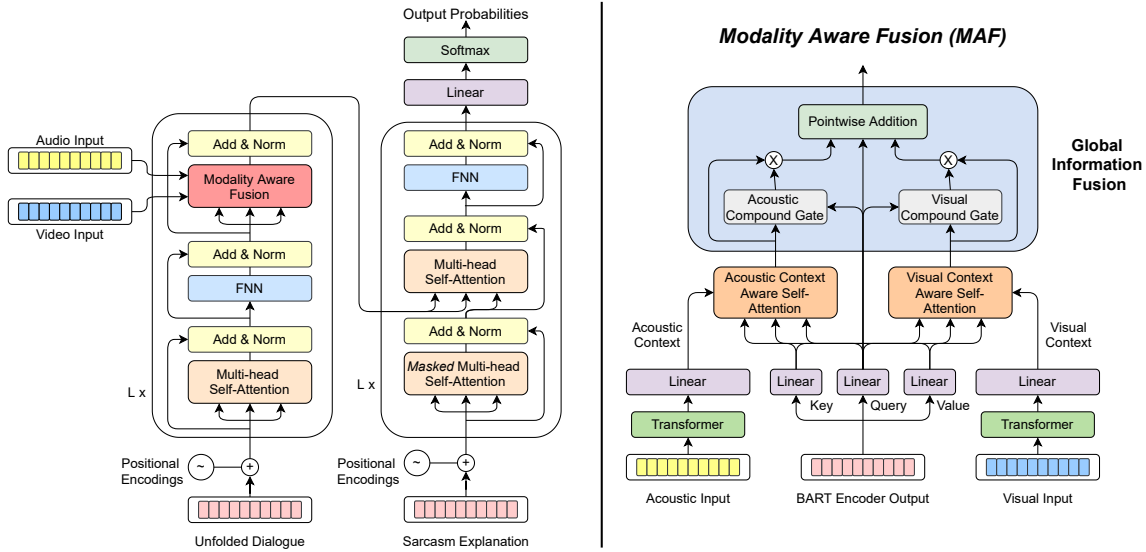 Output Probabilities
Softmax
Linear
Add & Norm
Audio Input
Modality Aware
Fusion
Video Input
Add & Norm
FNN
Add & Norm
Multi-head
Self-Attention
L x
Positional
Encodings
~
+
Unfolded Dialogue
Add & Norm
FNN
Add & Norm
Multi-head
Self-Attention
Add & Norm
Masked Multi-head
Self-Attention
L x
Positional
Encodings
~
+
Sarcasm Explanation
Modality Aware Fusion (MAF)
Pointwise Addition
Global
Information
Fusion
X
X
Acoustic
Compound Gate
Visual
Compound Gate
Acoustic Context
Aware Self-
Attention
Visual Context
Aware Self-
Attention
Acoustic
Context
Visual
Context
Linear
Linear
Linear
Linear
Linear
Key
Query
Value
Transformer
Transformer
Acoustic Input
BART Encoder Output
Visual Input